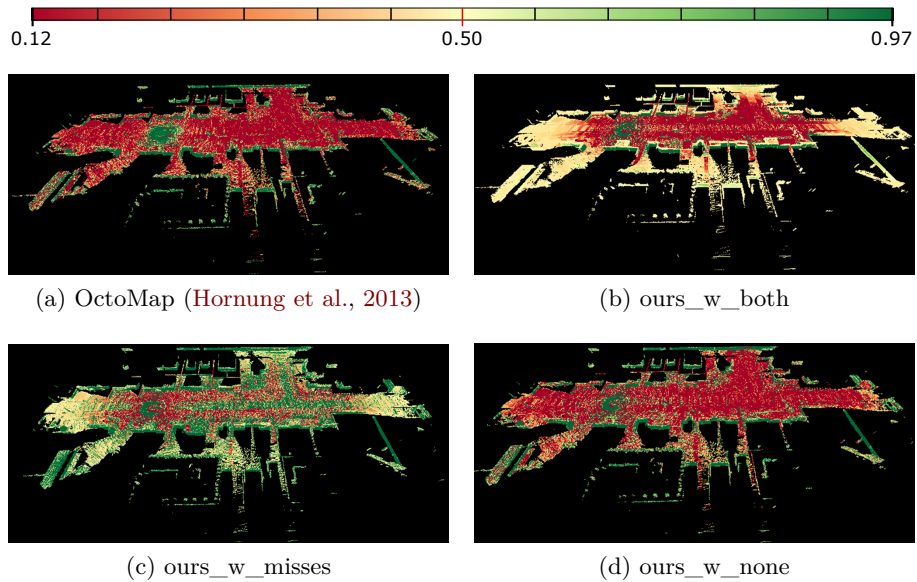 0.12 0.50 0.97
(a) OctoMap (Hornung et al., 2013) (b) ours_w_both
(c) ours_w_misses (d) ours_w_none